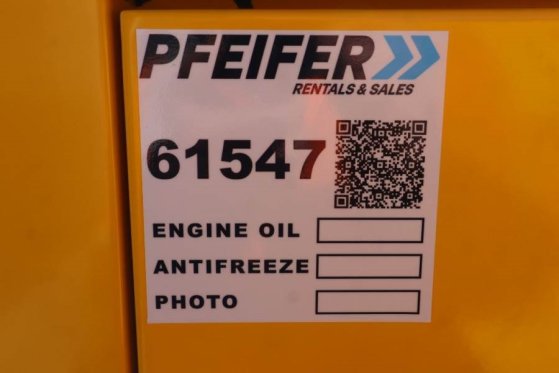 PFEIFER
RENTALS & SALES
61547
ENGINE OIL
ANTIFREEZE
PHOTO